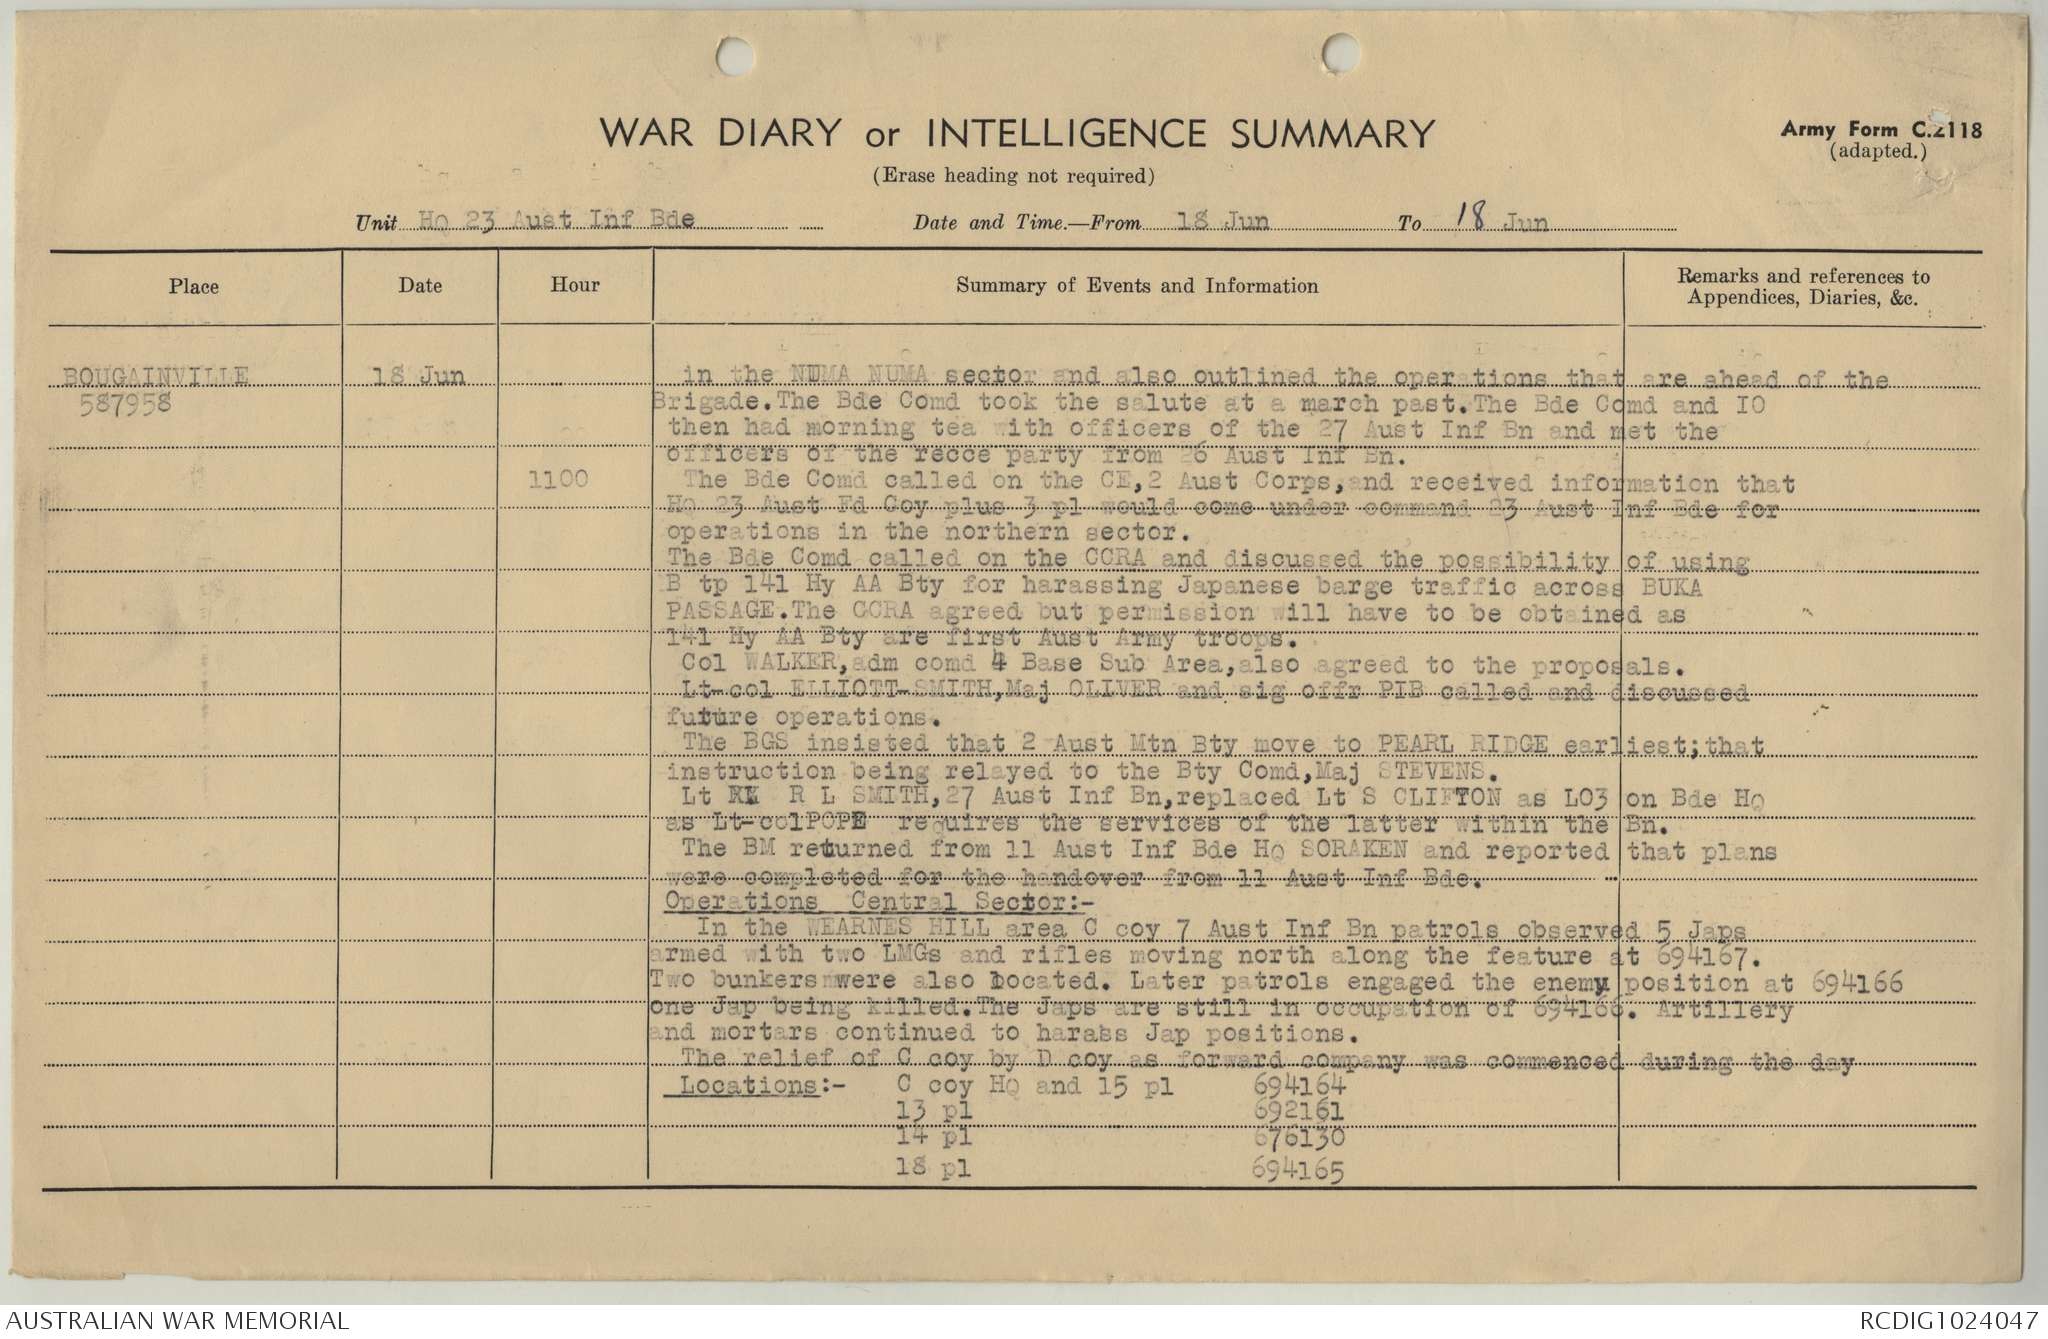 WAR DIARY or INTELLIGENCE SUMMARY
Army Form C.2118
(adapted.)
(Erase heading not required)
Unit HQ 23 Aust Inf Bde Date and Time.—From 18 Jun To 18 Jun
Place Date Hour Summary of Events and Information Remarks and references to Appendices, Diaries, &c.
BOUGAINVILLE 18 Jun in the NUMA NUMA sector and also outlined the operations that are ahead of the
587958 Brigade.The Bde Comd took the salute at a march past.The Bde Comd and IO
then had morning tea with officers of the 27 Aust Inf Bn and met the
officers of the recce party from 26 Aust Inf Bn.
1100 The Bde Comd called on the CE,2 Aust Corps,and received information that
HQ 23 Aust Fd Coy plus 3 pl would come under command 23 Aust Inf Bde for
operations in the northern sector.
The Bde Comd called on the CCRA and discussed the possibility of using
B tp 141 Hy AA Bty for harassing Japanese barge traffic across BUKA
PASSAGE.The CCRA agreed but permission will have to be obtained as
141 Hy AA Bty are first Aust Army troops.
Col WALKER,adm comd 4 Base Sub Area,also agreed to the proposals.
Lt-col ELLIOTT-SMITH,Maj OLIVER and sig offr PIB called and discussed
future operations.
The BGS insisted that 2 Aust Mtn Bty move to PEARL RIDGE earliest;that
instruction being relayed to the Bty Comd,Maj STEVENS.
Lt R L SMITH,27 Aust Inf Bn,replaced Lt S CLIFTON as LO3 on Bde HQ
as Lt-colPOPE requires the services of the latter within the Bn.
The BM returned from 11 Aust Inf Bde HQ SORAKEN and reported that plans
were completed for the handover from 11 Aust Inf Bde.
Operations Central Sector:-
In the WEARNES HILL area C coy 7 Aust Inf Bn patrols observed 5 Japs
armed with two LMGs and rifles moving north along the feature at 694167.
Two bunkers were also located. Later patrols engaged the enemy position at 694166
one Jap being killed.The Japs are still in occupation of 694166. Artillery
and mortars continued to harass Jap positions.
The relief of C coy by D coy as forward company was commenced during the day
Locations:- C coy HQ and 15 pl 694164
13 pl 692161
14 pl 676130
18 pl 694165
AUSTRALIAN WAR MEMORIAL RCDIG1024047